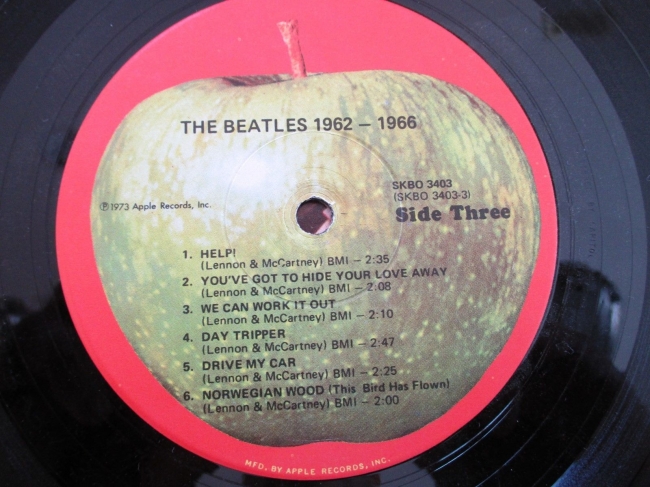 THE BEATLES 1962 – 1966
SKBO 3403
(SKBO 3403-3)
℗1973 Apple Records, Inc.
Side Three
1. HELP!
(Lennon & McCartney) BMI – 2:35
2. YOU'VE GOT TO HIDE YOUR LOVE AWAY
(Lennon & McCartney) BMI – 2:08
3. WE CAN WORK IT OUT
(Lennon & McCartney) BMI – 2:10
4. DAY TRIPPER
(Lennon & McCartney) BMI – 2:47
5. DRIVE MY CAR
(Lennon & McCartney) BMI – 2:25
6. NORWEGIAN WOOD (This Bird Has Flown)
(Lennon & McCartney) BMI – 2:00
MFD. BY APPLE RECORDS, INC.